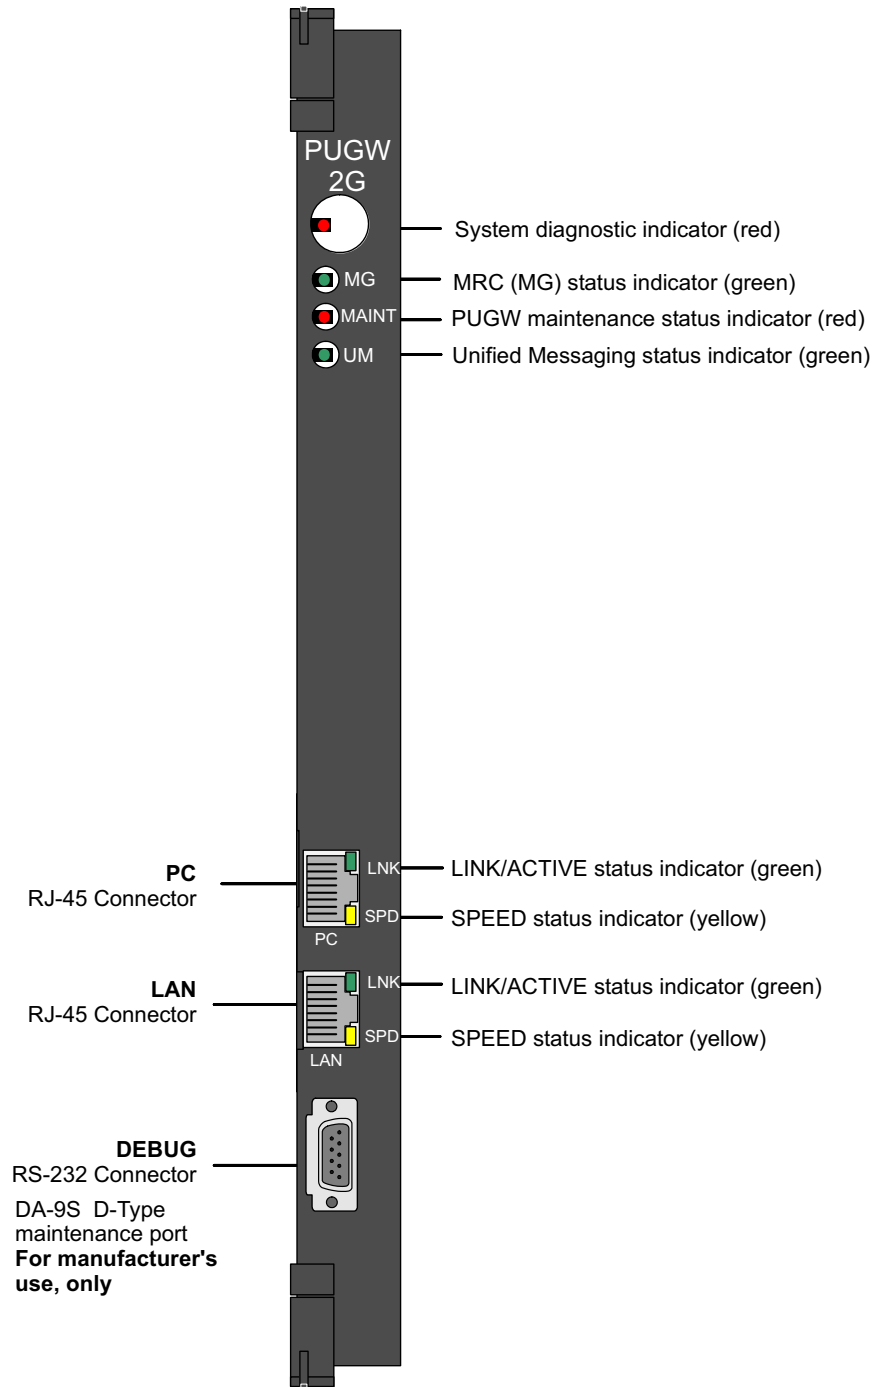 PUGW
2G
System diagnostic indicator (red)
MG
MRC (MG) status indicator (green)
MAINT
PUGW maintenance status indicator (red)
UM
Unified Messaging status indicator (green)
PC
RJ-45 Connector
LNK
LINK/ACTIVE status indicator (green)
SPD
SPEED status indicator (yellow)
PC
LAN
RJ-45 Connector
LNK
LINK/ACTIVE status indicator (green)
SPD
SPEED status indicator (yellow)
LAN
DEBUG
RS-232 Connector
DA-9S D-Type
maintenance port
For manufacturer's
use, only